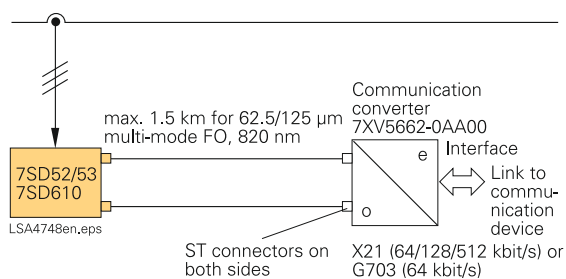 max. 1.5 km for 62.5/125 µm
multi-mode FO, 820 nm
Communication
converter
7XV5662-0AA00
7SD52/53
7SD610
LSA4748en.eps
e
o
Interface
Link to
commu-
nication
device
ST connectors on
both sides
X21 (64/128/512 kbit/s) or
G703 (64 kbit/s)